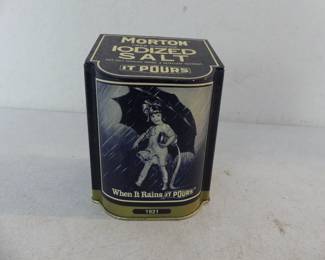 MORTON
IODIZED
SALT
IT POURS
When It Rains IT POURS
1921